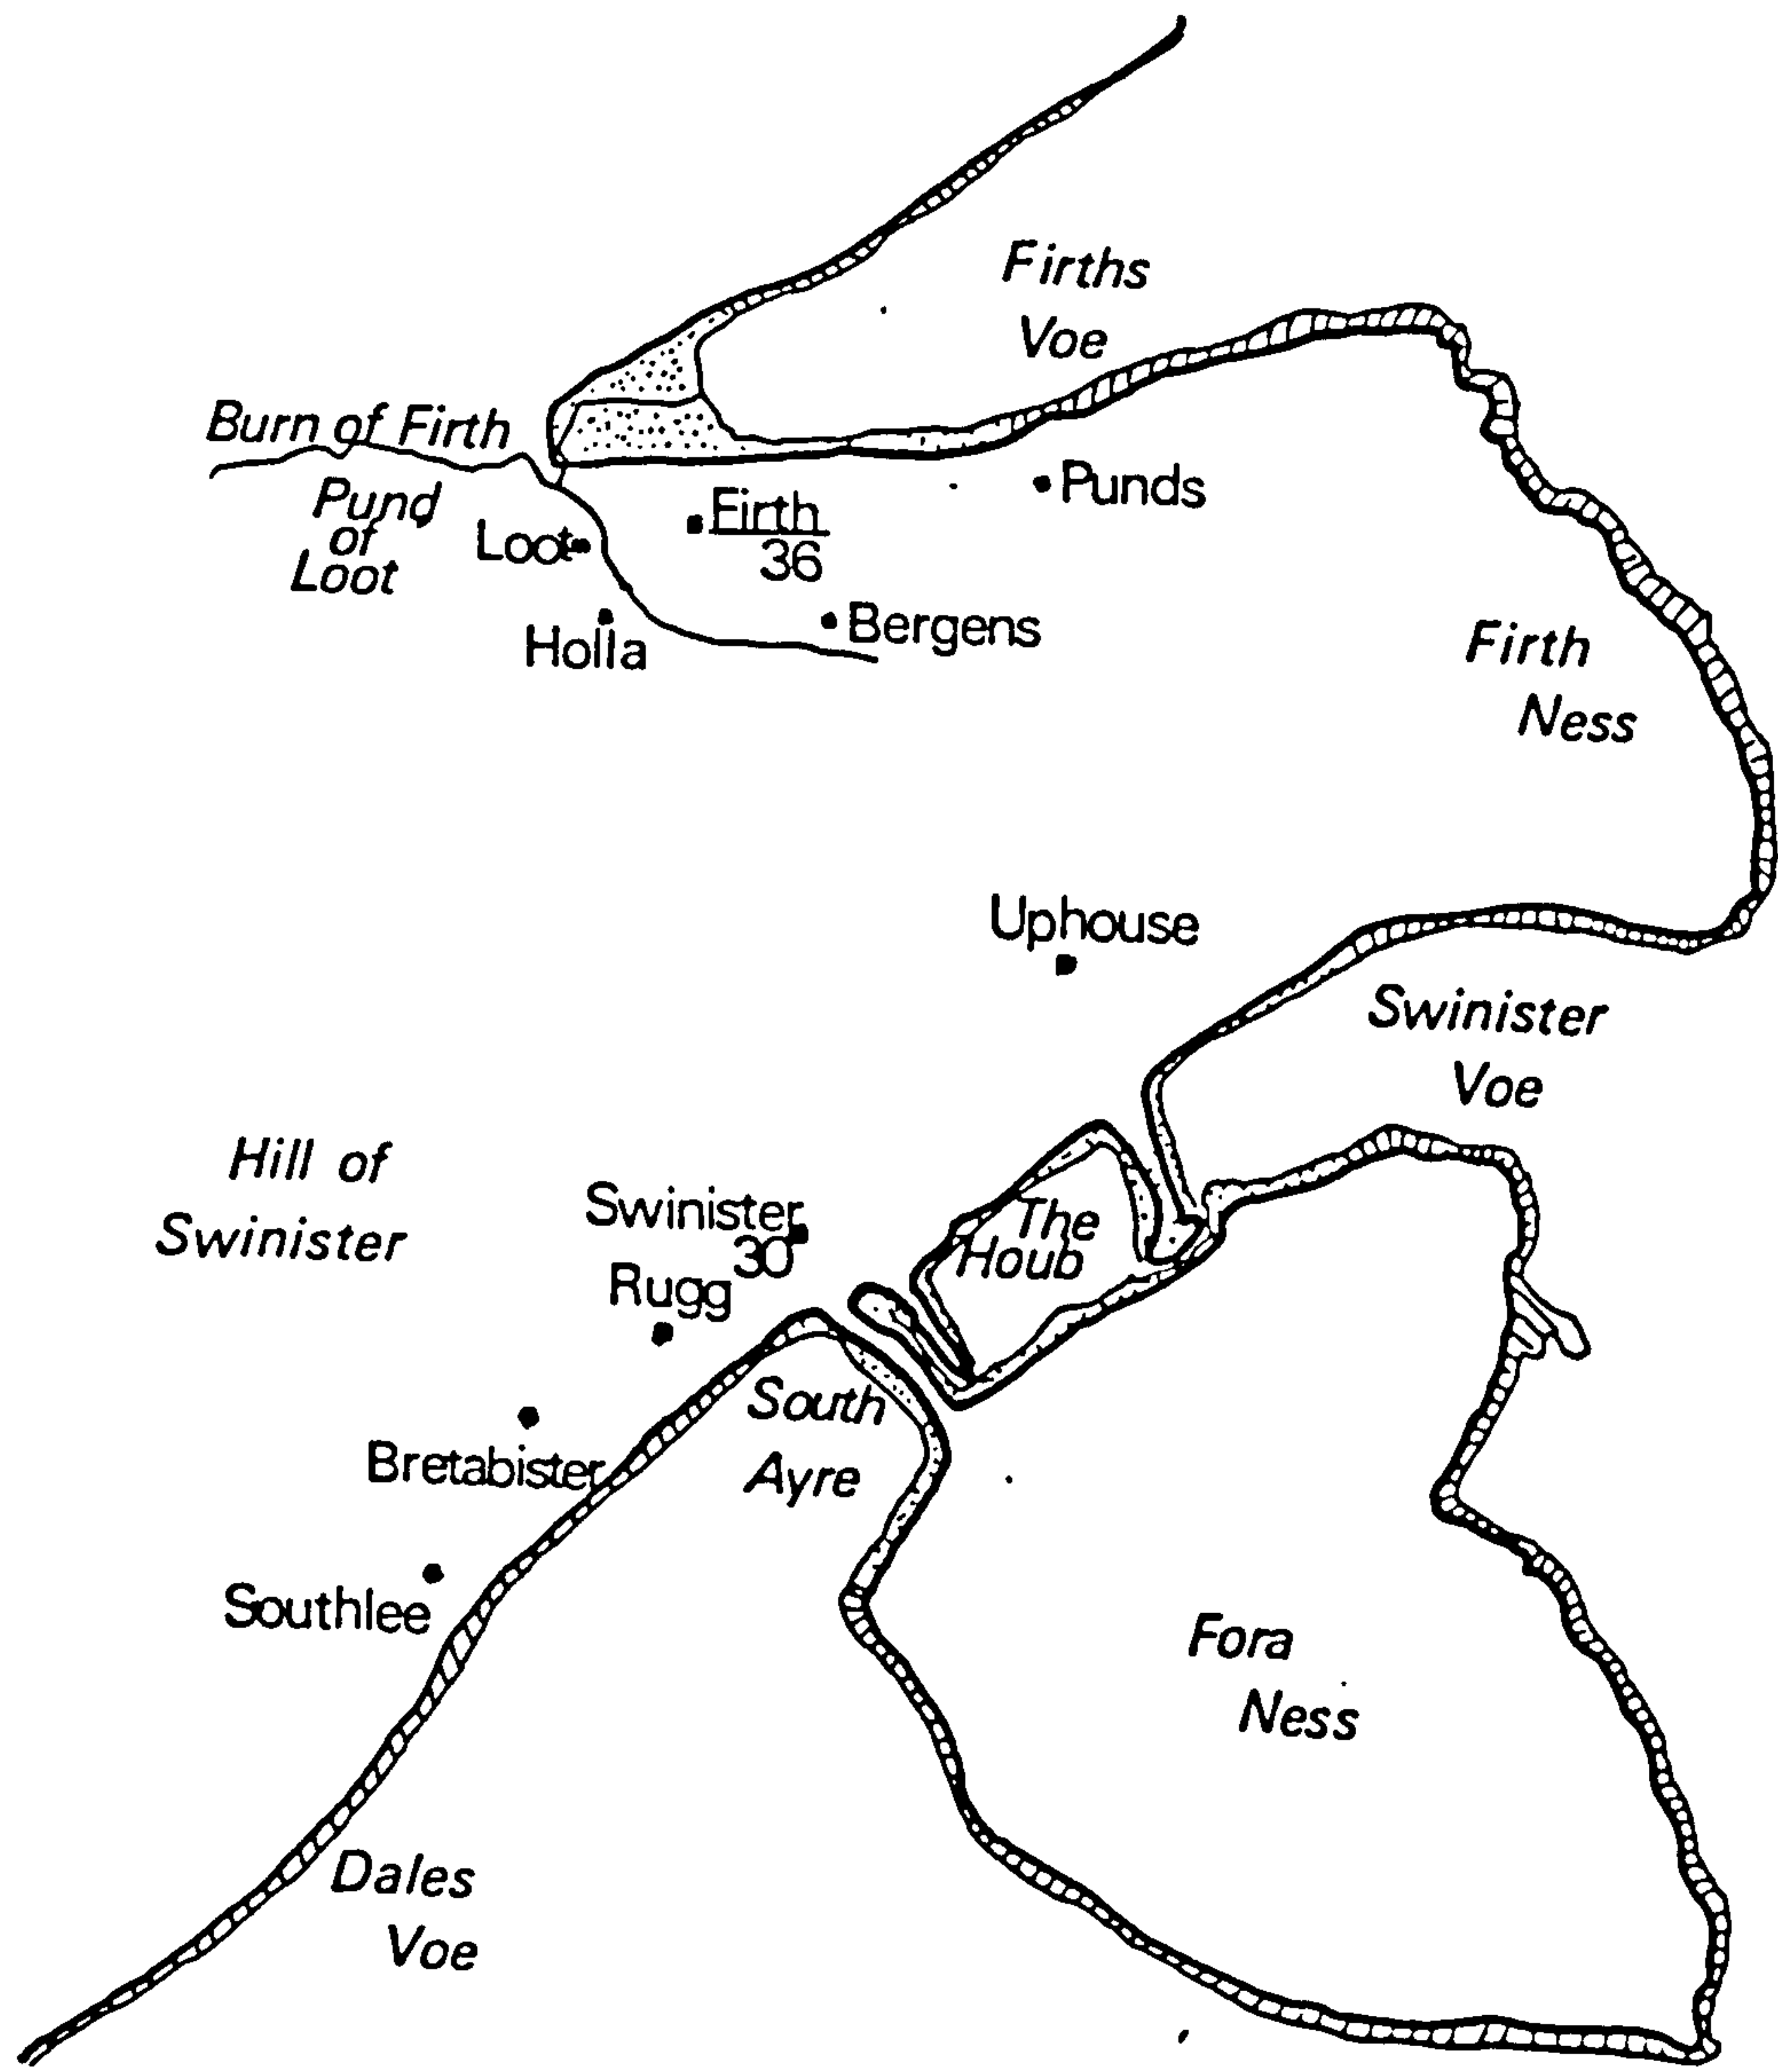 Firths
Voe
Burn of Firth
Pund
of
Loot
Loot
Firth
36
Punds
Holla
Bergens
Firth
Ness
Uphouse
Swinister
Voe
Hill of
Swinister
Swinister
30
Rugg
The
Houb
South
Ayre
Bretabister
Southlee
Fora
Ness
Dales
Voe